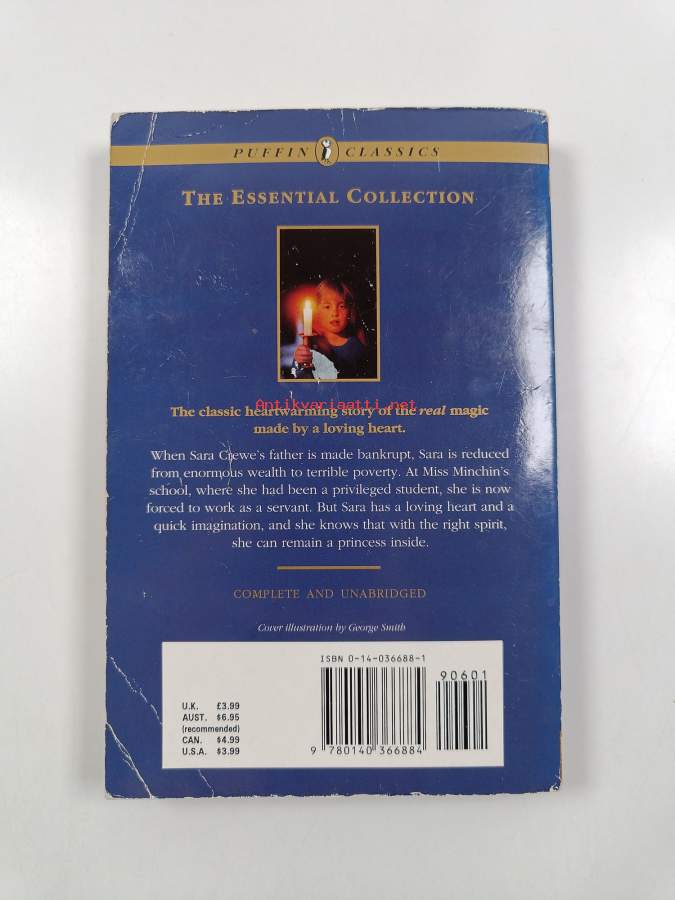 PUFFIN CLASSICS
THE ESSENTIAL COLLECTION
Antikvariaatti.net
The classic heartwarming story of the real magic
made by a loving heart.
When Sara Crewe's father is made bankrupt, Sara is reduced
from enormous wealth to terrible poverty. At Miss Minchin's
school, where she had been a privileged student, she is now
forced to work as a servant. But Sara has a loving heart and a
quick imagination, and she knows that with the right spirit,
she can remain a princess inside.
COMPLETE AND UNABRIDGED
Cover illustration by George Smith
ISBN 0-14-036688-1
90601
U.K. £3.99
AUST. $6.95
(recommended)
CAN. $4.99
U.S.A. $3.99
9 780140 366884